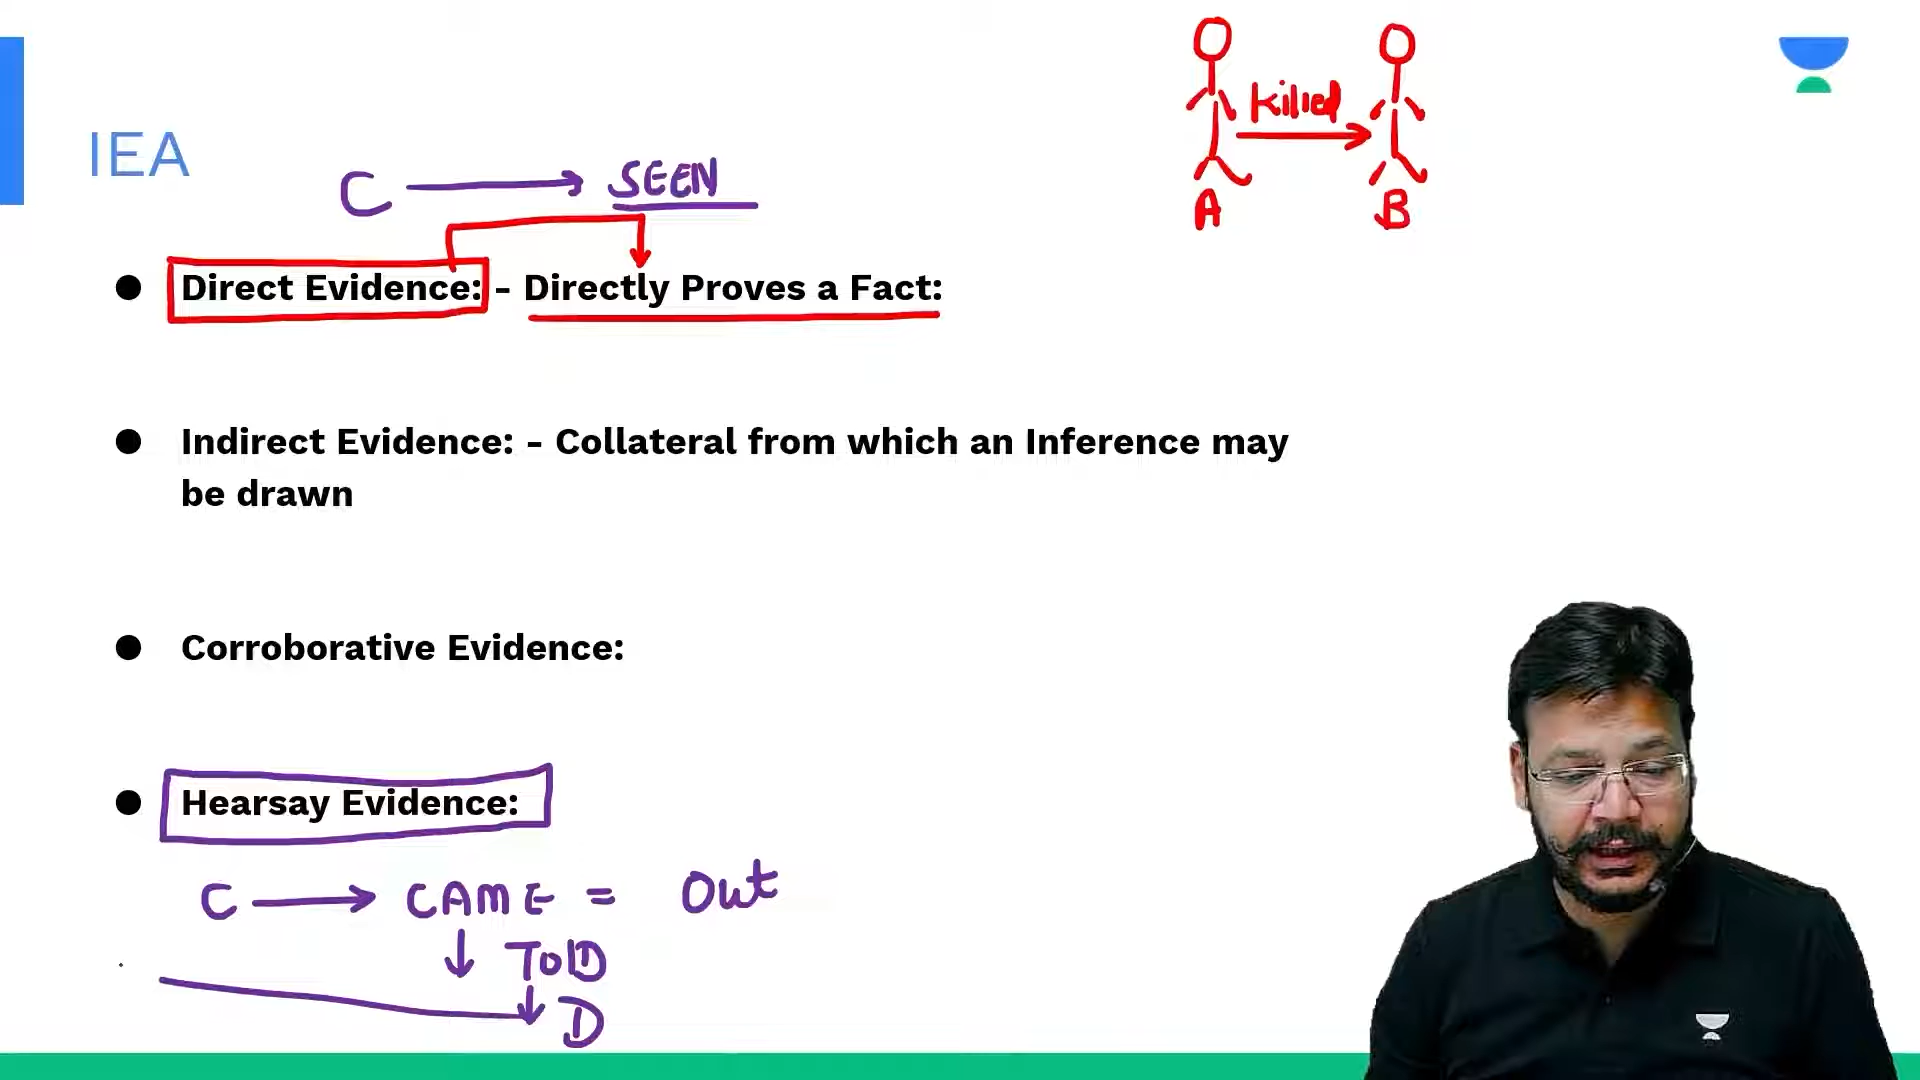 Killed
IEA
C → SEEN
A B
● Direct Evidence: - Directly Proves a Fact:
● Indirect Evidence: - Collateral from which an Inference may
be drawn
● Corroborative Evidence:
● Hearsay Evidence:
C → CAME = Out
↓ TOLD
↓ D